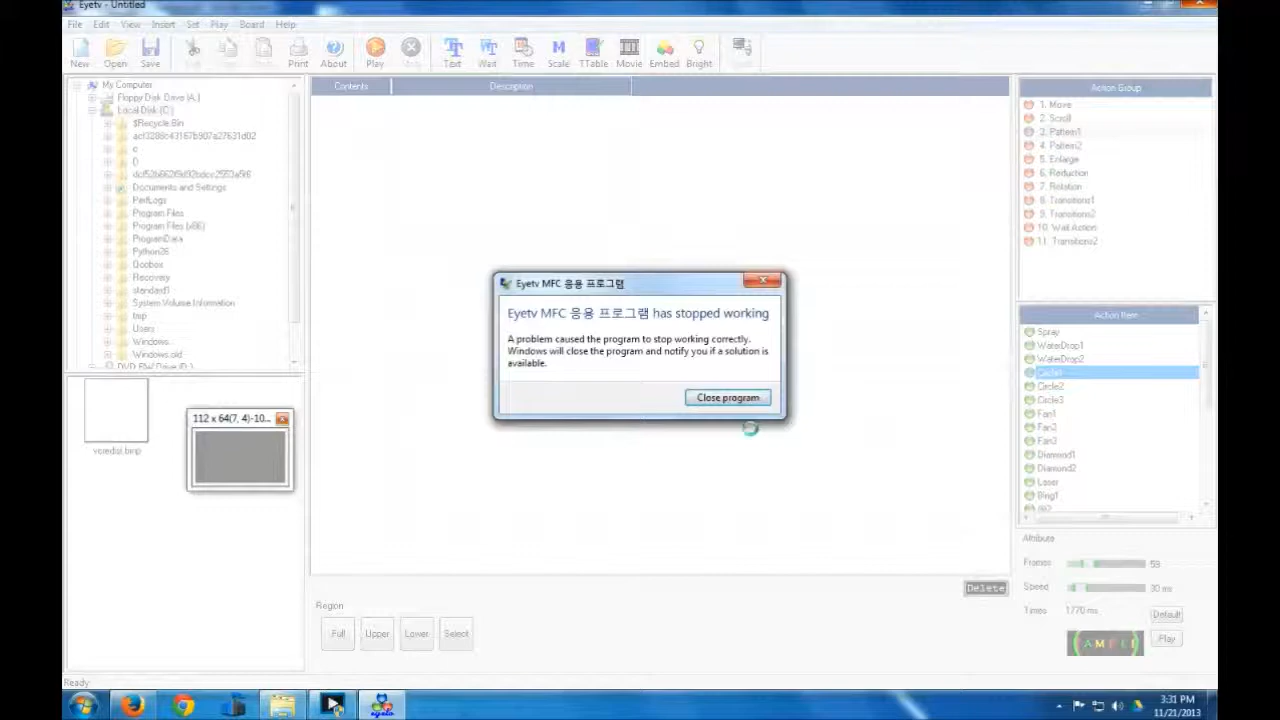 Eyetv - Untitled
File Edit View Insert Set Play Board Help
New Open Save Print About Play Text Wait Time Scale TTable Movie Embed Bright
My Computer
Floppy Disk Drive (A:)
Local Disk (C:)
$Recycle.Bin
Documents and Settings
PerfLogs
Program Files
Program Files (x86)
ProgramData
Python26
Qoobox
Recovery
standard1
System Volume Information
tmp
Users
Windows
Windows.old
DVD RW Drive (D:)
Contents Description
Action Group
1. Move
2. Scroll
3. Pattern1
4. Pattern2
5. Enlarge
6. Reduction
7. Rotation
8. Transitions1
9. Transitions2
10. Wall Action
11. Transitions2
Action Item
Spray
WaterDrop1
WaterDrop2
Circle1
Circle2
Circle3
Fan1
Fan2
Fan3
Diamond1
Diamond2
Laser
Bing1
Eyetv MFC 응용 프로그램
Eyetv MFC 응용 프로그램 has stopped working
A problem caused the program to stop working correctly.
Windows will close the program and notify you if a solution is
available.
Close program
112 x 64(7, 4)-10...
Delete
Region
Full Upper Lower Select
Attribute
Frames 59
Speed 30 ms
Times 1770 ms Default
Play
Ready
eyetv
3:31 PM
11/21/2013